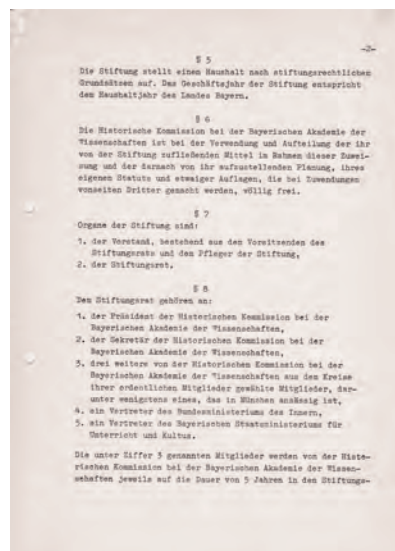 -2-
§ 5
Die Stiftung stellt einen Haushalt nach stiftungsrechtlichen
Grundsätzen auf. Das Geschäftsjahr der Stiftung entspricht
dem Haushaltjahr des Landes Bayern.
§ 6
Die Historische Kommission bei der Bayerischen Akademie der
Wissenschaften ist bei der Verwendung und Aufteilung der ihr
von der Stiftung zufließenden Mittel im Rahmen dieser Zuwei-
sung und der darnach von ihr aufzustellenden Planung, ihres
eigenen Statuts und etwaiger Auflagen, die bei Zuwendungen
vonseiten Dritter gemacht werden, völlig frei.
§ 7
Organe der Stiftung sind:
1. der Vorstand, bestehend aus dem Vorsitzenden des
Stiftungsrats und dem Pfleger der Stiftung,
2. der Stiftungsrat.
§ 8
Dem Stiftungsrat gehören an:
1. der Präsident der Historischen Kommission bei der
Bayerischen Akademie der Wissenschaften,
2. der Sekretär der Historischen Kommission bei der
Bayerischen Akademie der Wissenschaften,
3. drei weitere von der Historischen Kommission bei der
Bayerischen Akademie der Wissenschaften aus dem Kreise
ihrer ordentlichen Mitglieder gewählte Mitglieder, dar-
unter wenigstens eines, das in München ansässig ist,
4. ein Vertreter des Bundesministeriums des Innern,
5. ein Vertreter des Bayerischen Staatsministeriums für
Unterricht und Kultus.
Die unter Ziffer 3 genannten Mitglieder werden von der Histo-
rischen Kommission bei der Bayerischen Akademie der Wissen-
schaften jeweils auf die Dauer von 5 Jahren in den Stiftungs-